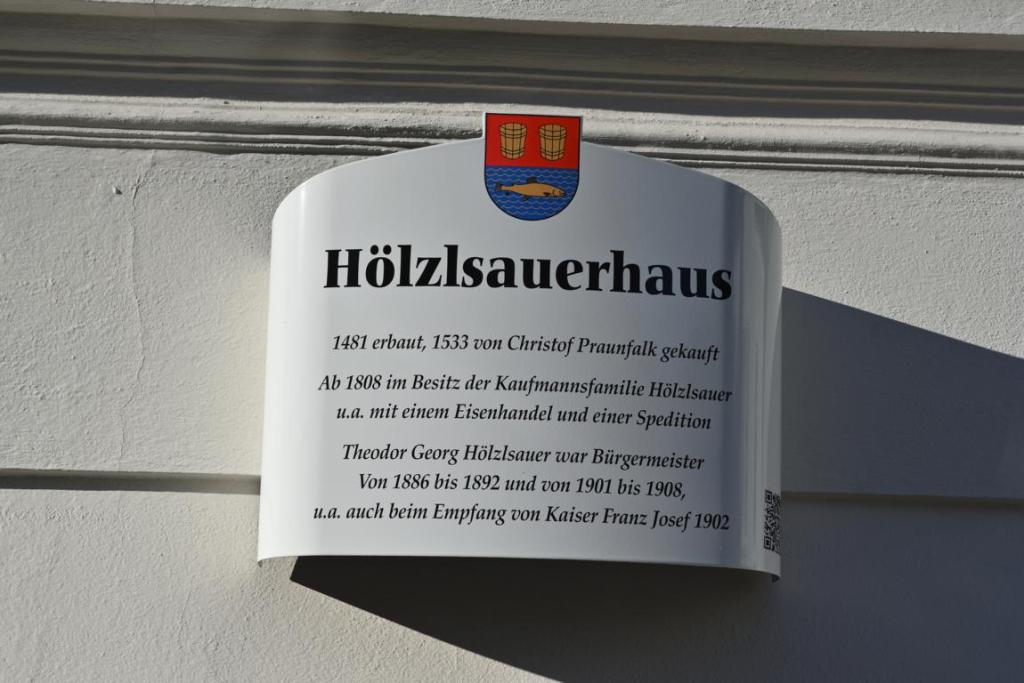 Hölzlsauerhaus
1481 erbaut, 1533 von Christof Praunfalk gekauft
Ab 1808 im Besitz der Kaufmannsfamilie Hölzlsauer
u.a. mit einem Eisenhandel und einer Spedition
Theodor Georg Hölzlsauer war Bürgermeister
Von 1886 bis 1892 und von 1901 bis 1908,
u.a. auch beim Empfang von Kaiser Franz Josef 1902